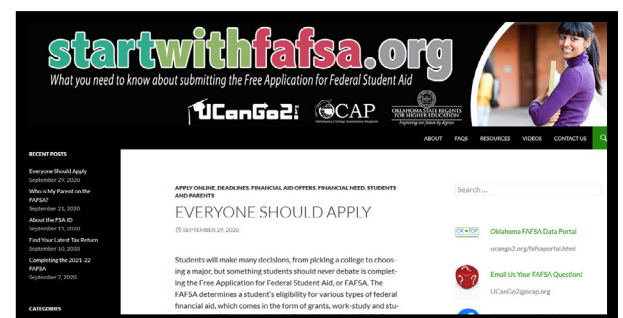 startwithfafsa.org
What you need to know about submitting the Free Application for Federal Student Aid
UCanGo2!
OCAP
Oklahoma College Assistance Program
OKLAHOMA STATE REGENTS
FOR HIGHER EDUCATION
Improving our future by degrees
ABOUT FAQS RESOURCES VIDEOS CONTACT US
RECENT POSTS
Everyone Should Apply
September 29, 2020
Who is My Parent on the
FAFSA?
September 21, 2020
About the FSA ID
September 15, 2020
Find Your Latest Tax Return
September 10, 2020
Completing the 2021-22
FAFSA
September 7, 2020
CATEGORIES
APPLY ONLINE, DEADLINES, FINANCIAL AID OFFERS, FINANCIAL NEED, STUDENTS
AND PARENTS
EVERYONE SHOULD APPLY
SEPTEMBER 29, 2020
Students will make many decisions, from picking a college to choos-
ing a major, but something students should never debate is complet-
ing the Free Application for Federal Student Aid, or FAFSA. The
FAFSA determines a student's eligibility for various types of federal
financial aid, which comes in the form of grants, work-study and stu-
Search ...
Oklahoma FAFSA Data Portal
ucango2.org/fafsaportal.html
Email Us Your FAFSA Question!
UCanGo2@ocap.org